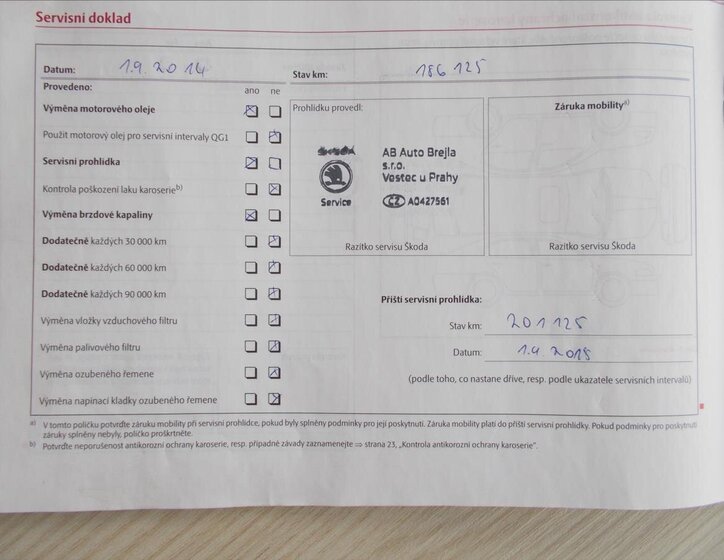 Servisní doklad
Datum: 1.9.2014
Stav km: 186 125
Provedeno: ano ne
Výměna motorového oleje
Prohlídku provedl:
Záruka mobility a)
Použit motorový olej pro servisní intervaly QG1
Servisní prohlídka
Kontrola poškození laku karoserie b)
Výměna brzdové kapaliny
Dodatečně každých 30 000 km
Dodatečně každých 60 000 km
Dodatečně každých 90 000 km
Výměna vložky vzduchového filtru
Výměna palivového filtru
Výměna ozubeného řemene
Výměna napínací kladky ozubeného řemene
Service
AB Auto Brejla
s.r.o.
Vestec u Prahy
CZ A0427561
Razítko servisu Škoda
Razítko servisu Škoda
Příští servisní prohlídka:
Stav km: 201 125
Datum: 1.9.2015
(podle toho, co nastane dříve, resp. podle ukazatele servisních intervalů)
a) V tomto políčku potvrďte záruku mobility při servisní prohlídce, pokud byly splněny podmínky pro její poskytnutí. Záruka mobility platí do příští servisní prohlídky. Pokud podmínky pro poskytnutí
záruky splněny nebyly, políčko proškrtněte.
b) Potvrďte neporušenost antikorozní ochrany karoserie, resp. případné závady zaznamenejte ⇒ strana 23, „Kontrola antikorozní ochrany karoserie".